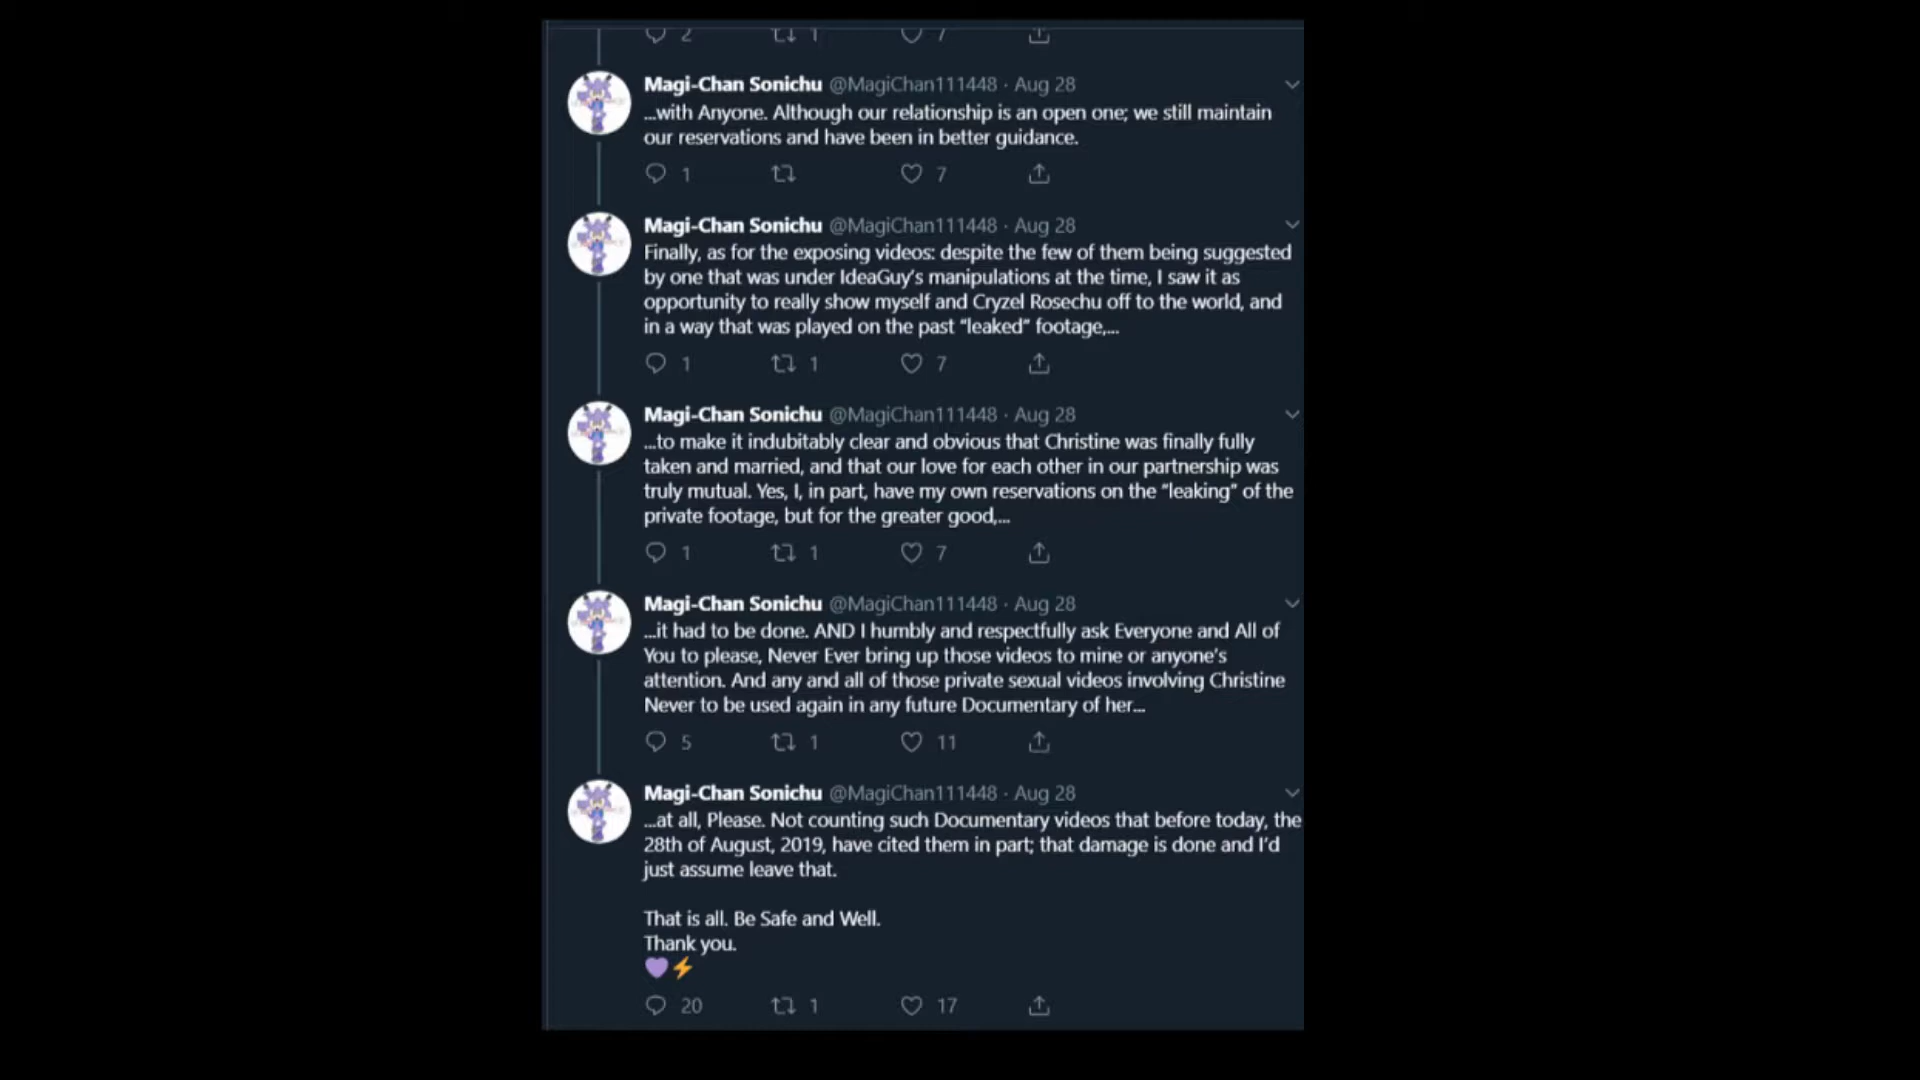 2 1 7
Magi-Chan Sonichu @MagiChan111448 · Aug 28
...with Anyone. Although our relationship is an open one; we still maintain
our reservations and have been in better guidance.
1 7
Magi-Chan Sonichu @MagiChan111448 · Aug 28
Finally, as for the exposing videos: despite the few of them being suggested
by one that was under IdeaGuy's manipulations at the time, I saw it as
opportunity to really show myself and Cryzel Rosechu off to the world, and
in a way that was played on the past “leaked” footage,...
1 1 7
Magi-Chan Sonichu @MagiChan111448 · Aug 28
...to make it indubitably clear and obvious that Christine was finally fully
taken and married, and that our love for each other in our partnership was
truly mutual. Yes, I, in part, have my own reservations on the “leaking” of the
private footage, but for the greater good,...
1 1 7
Magi-Chan Sonichu @MagiChan111448 · Aug 28
...it had to be done. AND I humbly and respectfully ask Everyone and All of
You to please, Never Ever bring up those videos to mine or anyone's
attention. And any and all of those private sexual videos involving Christine
Never to be used again in any future Documentary of her...
5 1 11
Magi-Chan Sonichu @MagiChan111448 · Aug 28
...at all, Please. Not counting such Documentary videos that before today, the
28th of August, 2019, have cited them in part; that damage is done and I'd
just assume leave that.
That is all. Be Safe and Well.
Thank you.
💜⚡
20 1 17